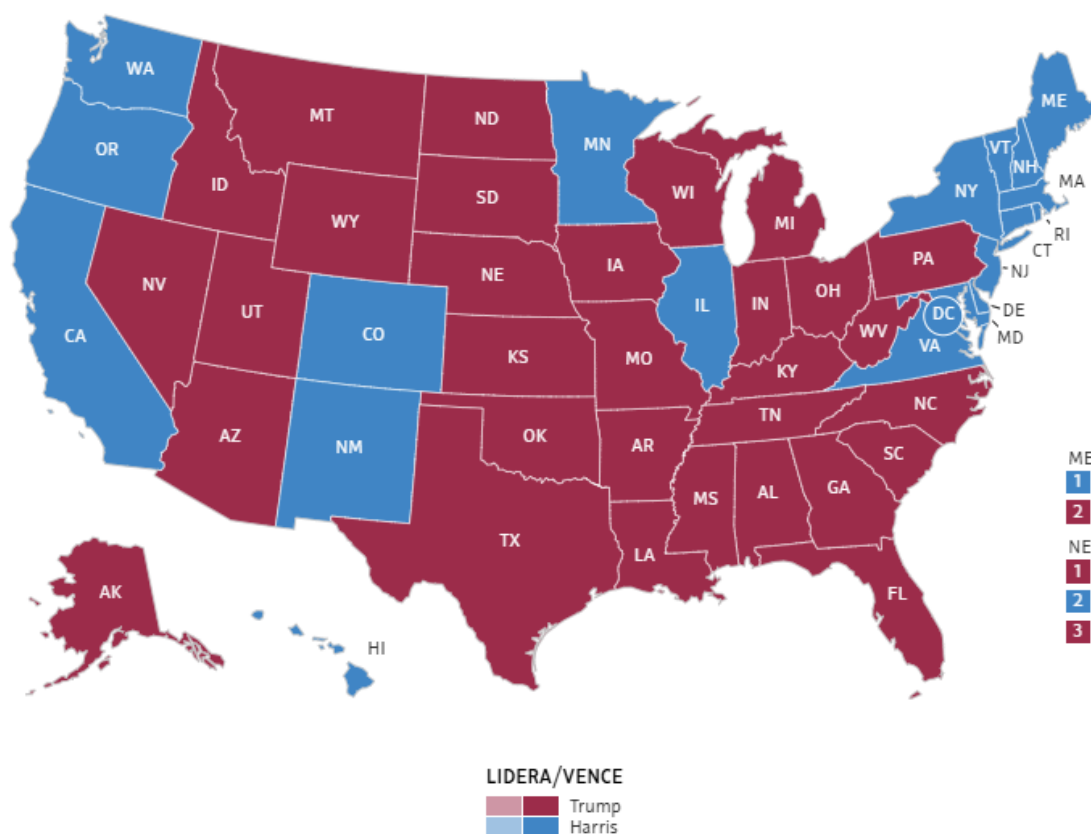 WA
MT
ND
MN
ME
OR
ID
VT
NH
MA
SD
WI
NY
WY
MI
RI
CT
IA
PA
NV
NE
NJ
UT
OH
IL
IN
DE
DC
CA
CO
WV
VA
MD
KS
MO
KY
NC
TN
AZ
OK
NM
AR
SC
ME
1
MS
AL
GA
2
TX
NE
LA
1
AK
FL
2
3
HI
LIDERA/VENCE
Trump
Harris